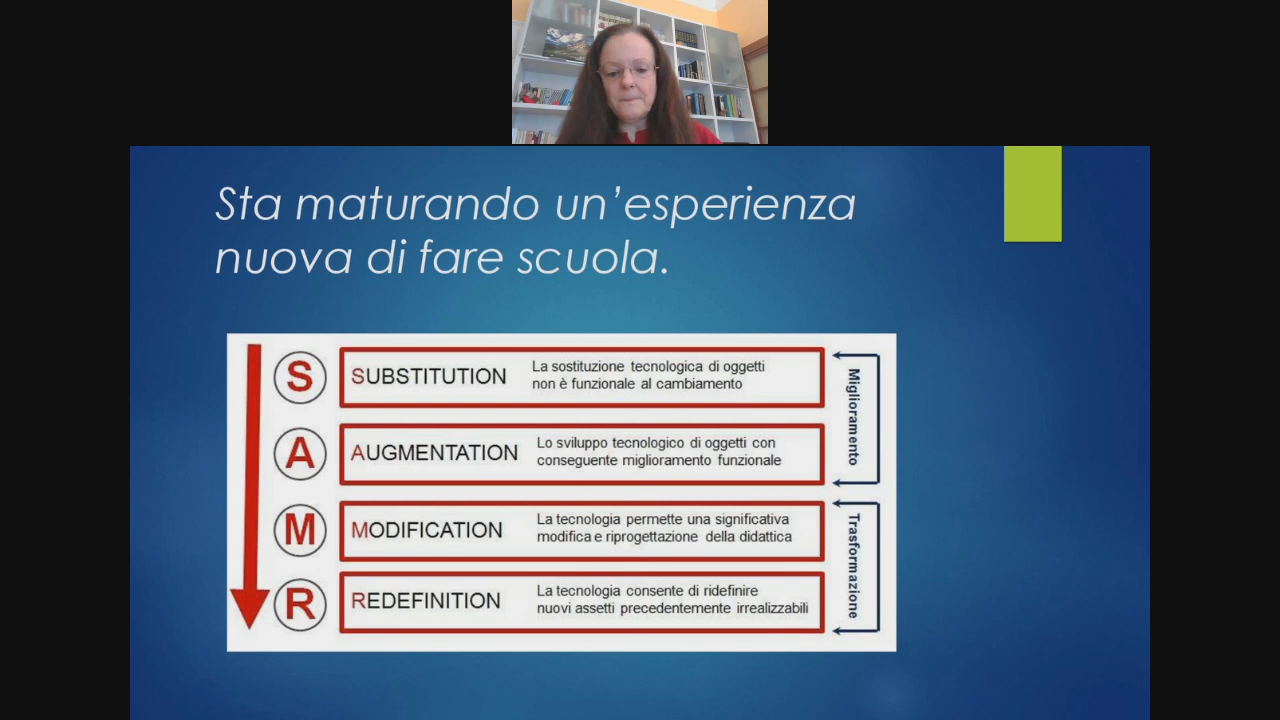 Sta maturando un’esperienza
nuova di fare scuola.
S
SUBSTITUTION
La sostituzione tecnologica di oggetti
non è funzionale al cambiamento
A
AUGMENTATION
Lo sviluppo tecnologico di oggetti con
conseguente miglioramento funzionale
Miglioramento
M
MODIFICATION
La tecnologia permette una significativa
modifica e riprogettazione della didattica
R
REDEFINITION
La tecnologia consente di ridefinire
nuovi assetti precedentemente irrealizzabili
Trasformazione